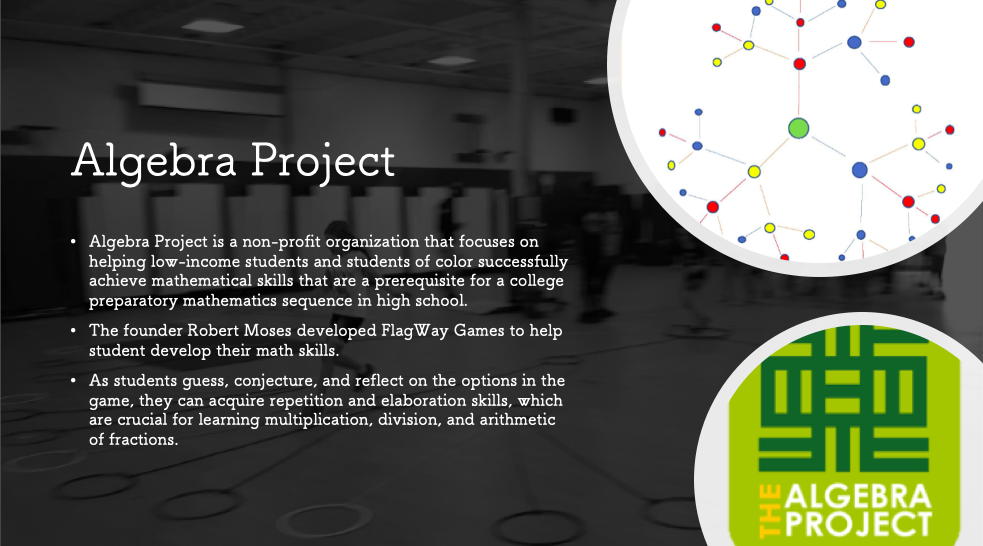 Algebra Project
• Algebra Project is a non-profit organization that focuses on
helping low-income students and students of color successfully
achieve mathematical skills that are a prerequisite for a college
preparatory mathematics sequence in high school.
• The founder Robert Moses developed FlagWay Games to help
student develop their math skills.
• As students guess, conjecture, and reflect on the options in the
game, they can acquire repetition and elaboration skills, which
are crucial for learning multiplication, division, and arithmetic
of fractions.
THE
ALGEBRA
PROJECT